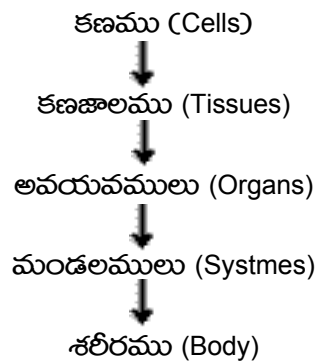 కణము (Cells)
కణజాలము (Tissues)
అవయవములు (Organs)
మండలములు (Systmes)
శరీరము (Body)